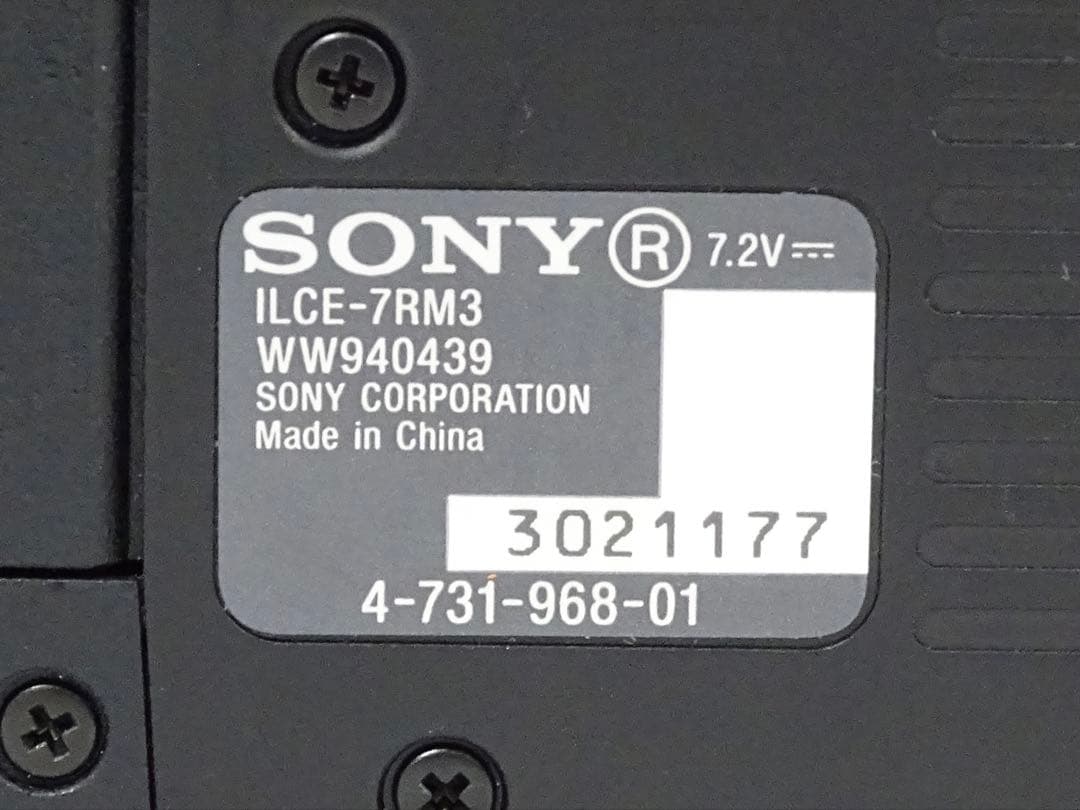 SONY Ⓡ 7.2V⎓
ILCE-7RM3
WW940439
SONY CORPORATION
Made in China
3021177
4-731-968-01